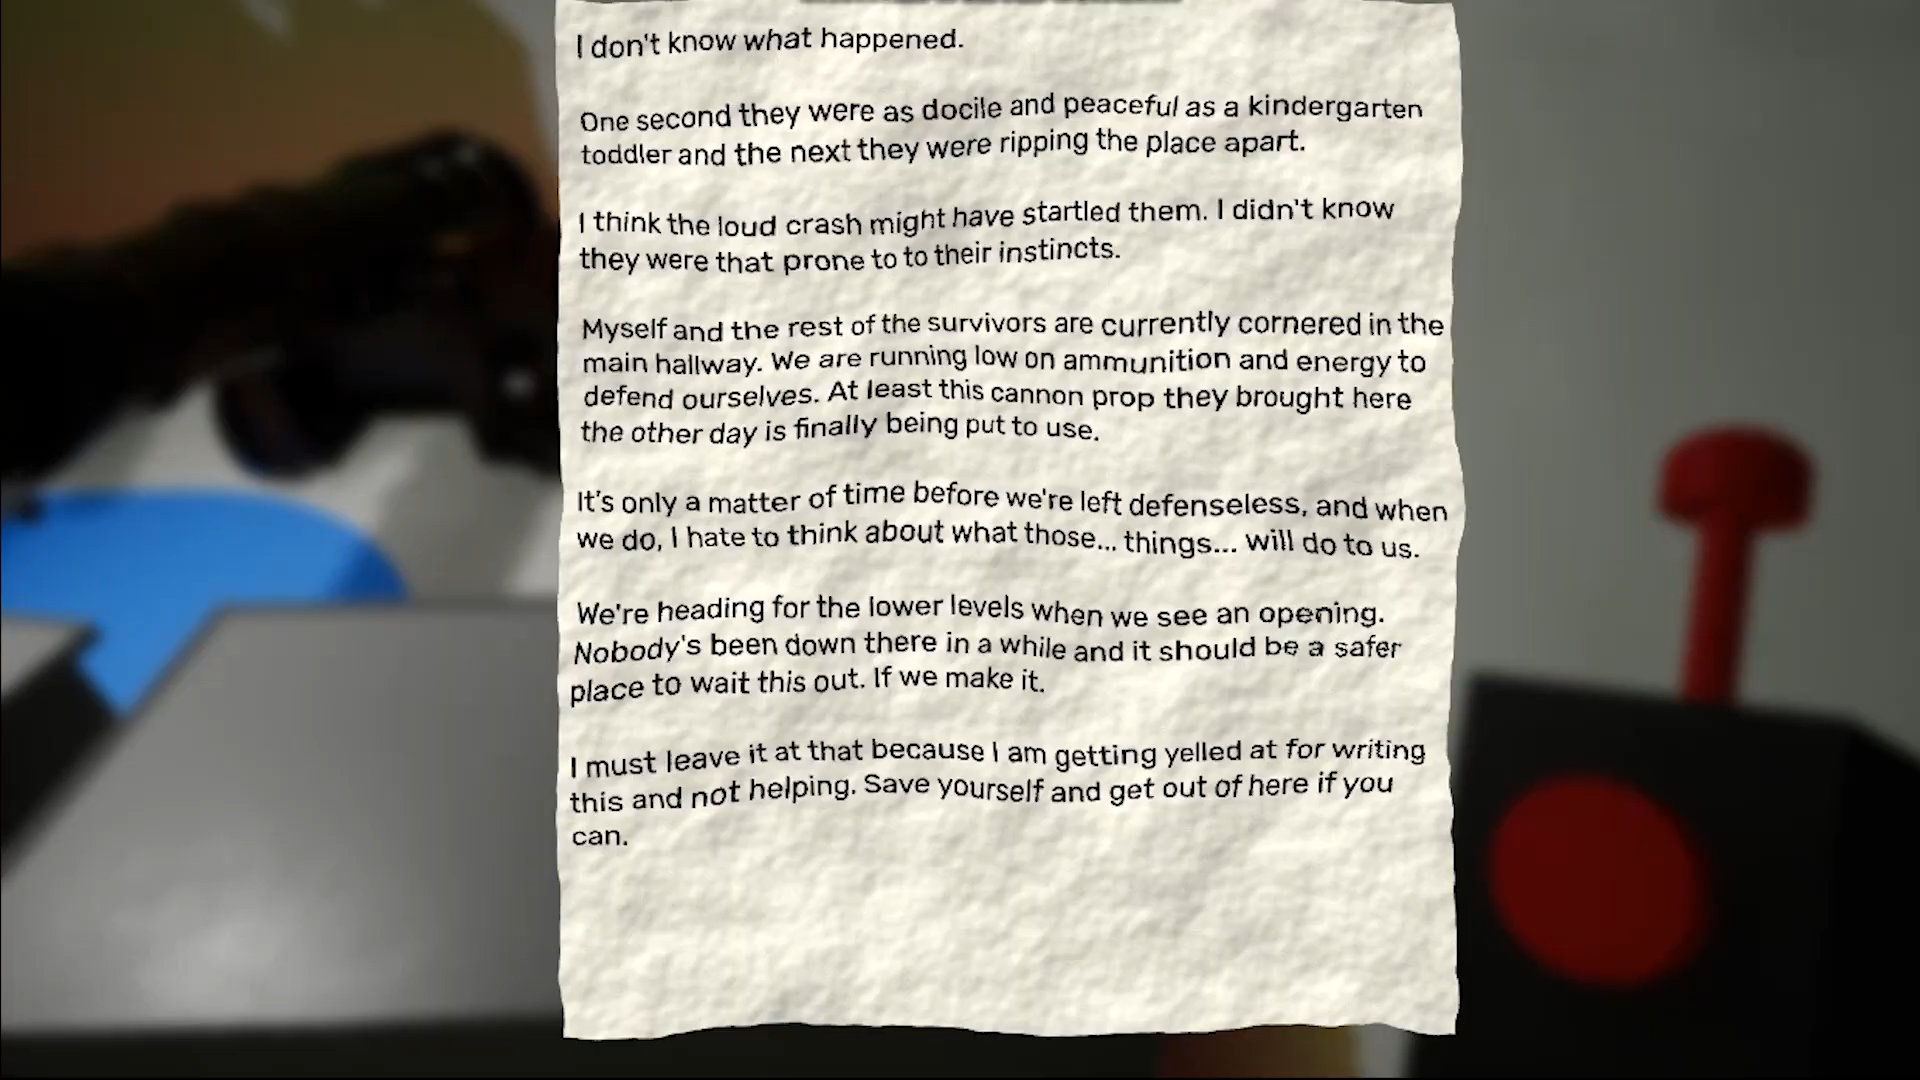 I don't know what happened.
One second they were as docile and peaceful as a kindergarten
toddler and the next they were ripping the place apart.
I think the loud crash might have startled them. I didn't know
they were that prone to to their instincts.
Myself and the rest of the survivors are currently cornered in the
main hallway. We are running low on ammunition and energy to
defend ourselves. At least this cannon prop they brought here
the other day is finally being put to use.
It's only a matter of time before we're left defenseless, and when
we do, I hate to think about what those... things... will do to us.
We're heading for the lower levels when we see an opening.
Nobody's been down there in a while and it should be a safer
place to wait this out. If we make it.
I must leave it at that because I am getting yelled at for writing
this and not helping. Save yourself and get out of here if you
can.